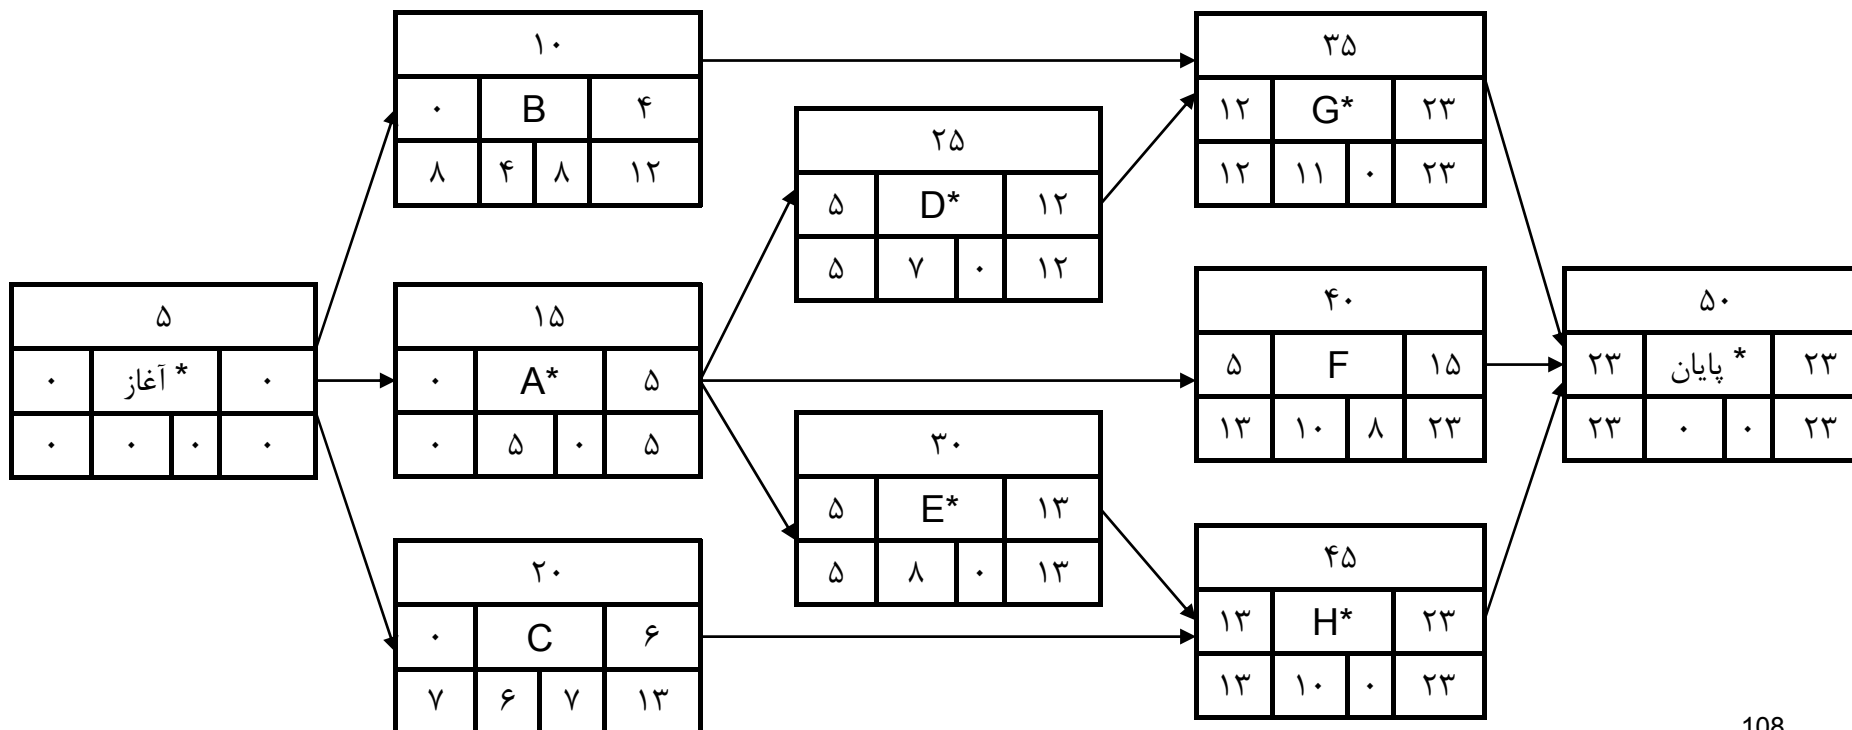 ۱۰
۰ B ۴
۸ ۴ ۸ ۱۲
۳۵
۱۲ G* ۲۳
۱۲ ۱۱ ۰ ۲۳
۲۵
۵ D* ۱۲
۵ ۷ ۰ ۱۲
۵
۰ * آغاز ۰
۰ ۰ ۰ ۰
۱۵
۰ A* ۵
۰ ۵ ۰ ۵
۴۰
۵ F ۱۵
۱۳ ۱۰ ۸ ۲۳
۵۰
۲۳ * پایان ۲۳
۲۳ ۰ ۰ ۲۳
۳۰
۵ E* ۱۳
۵ ۸ ۰ ۱۳
۲۰
۰ C ۶
۷ ۶ ۷ ۱۳
۴۵
۱۳ H* ۲۳
۱۳ ۱۰ ۰ ۲۳
108